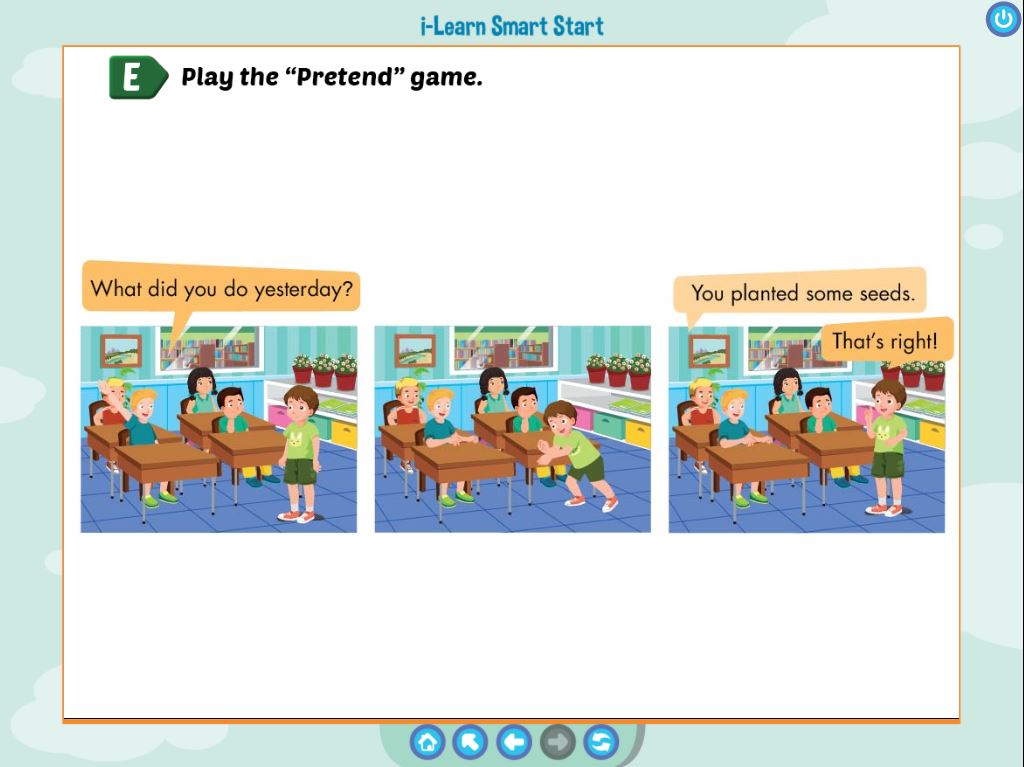 i-Learn Smart Start
E Play the “Pretend” game.
What did you do yesterday?
You planted some seeds.
That’s right!